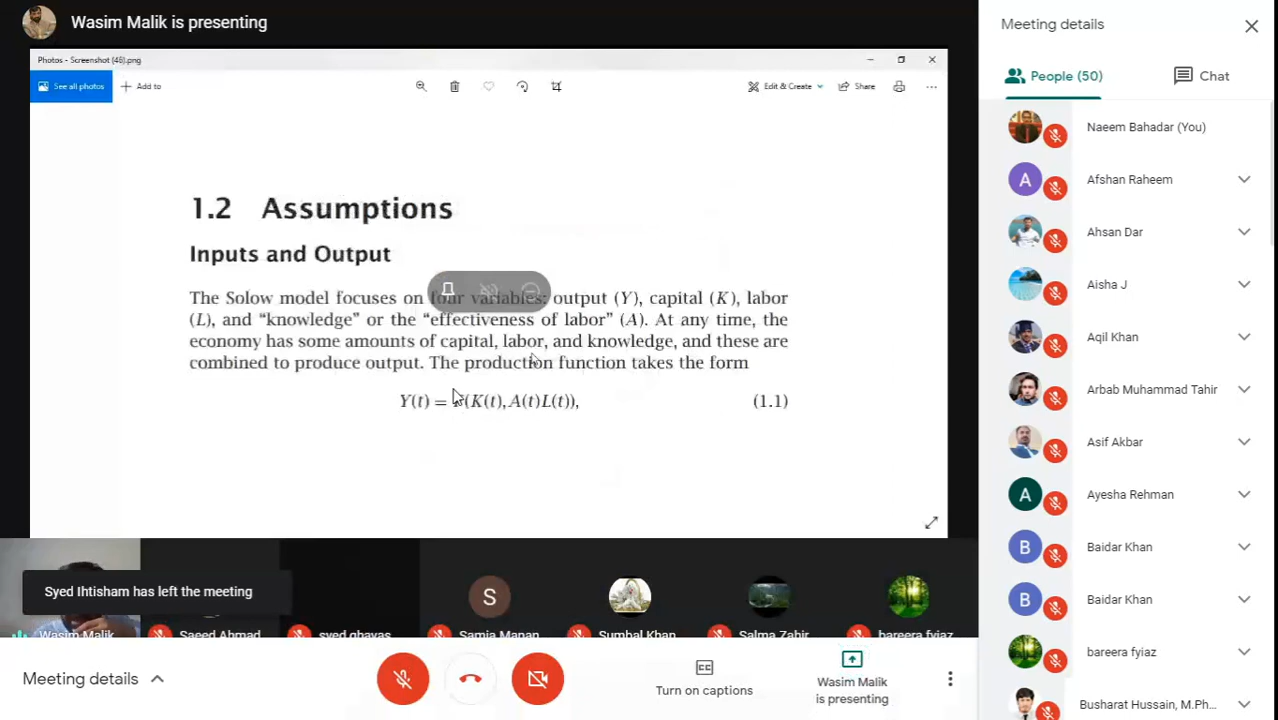 Wasim Malik is presenting
Photos - Screenshot (46).png
See all photos
Add to
Edit & Create
Share
1.2 Assumptions
Inputs and Output
The Solow model focuses on four variables: output (Y), capital (K), labor
(L), and “knowledge” or the “effectiveness of labor” (A). At any time, the
economy has some amounts of capital, labor, and knowledge, and these are
combined to produce output. The production function takes the form
Y(t) = F(K(t), A(t)L(t)), (1.1)
Syed Ihtisham has left the meeting
S
Wasim Malik
Saeed Ahmad
syed ghayas
Samia Manan
Sumbal Khan
Salma Zahir
bareera fyiaz
Meeting details
CC
Turn on captions
Wasim Malik
is presenting
Meeting details
People (50)
Chat
Naeem Bahadar (You)
A
Afshan Raheem
Ahsan Dar
Aisha J
Aqil Khan
Arbab Muhammad Tahir
Asif Akbar
A
Ayesha Rehman
B
Baidar Khan
B
Baidar Khan
bareera fyiaz
Busharat Hussain, M.Ph...